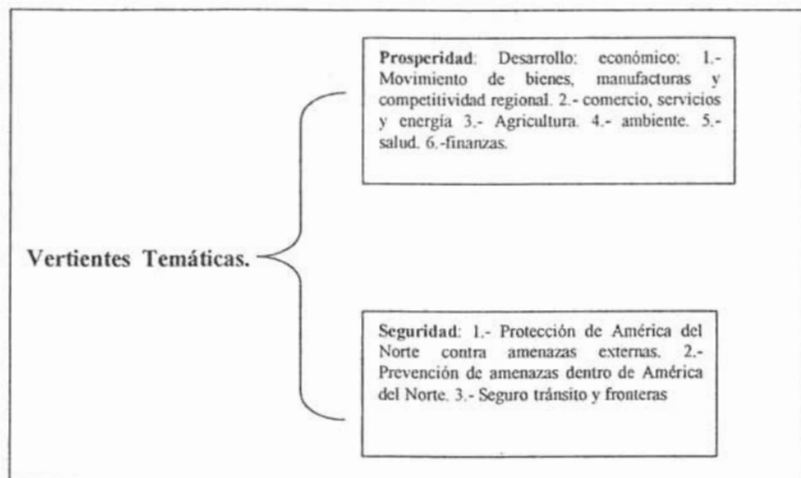 Prosperidad: Desarrollo: económico: 1.-
Movimiento de bienes, manufacturas y
competitividad regional. 2.- comercio, servicios
y energía 3.- Agricultura. 4.- ambiente. 5.-
salud. 6.-finanzas.
Vertientes Temáticas.
Seguridad: 1.- Protección de América del
Norte contra amenazas externas. 2.-
Prevención de amenazas dentro de América
del Norte. 3.- Seguro tránsito y fronteras